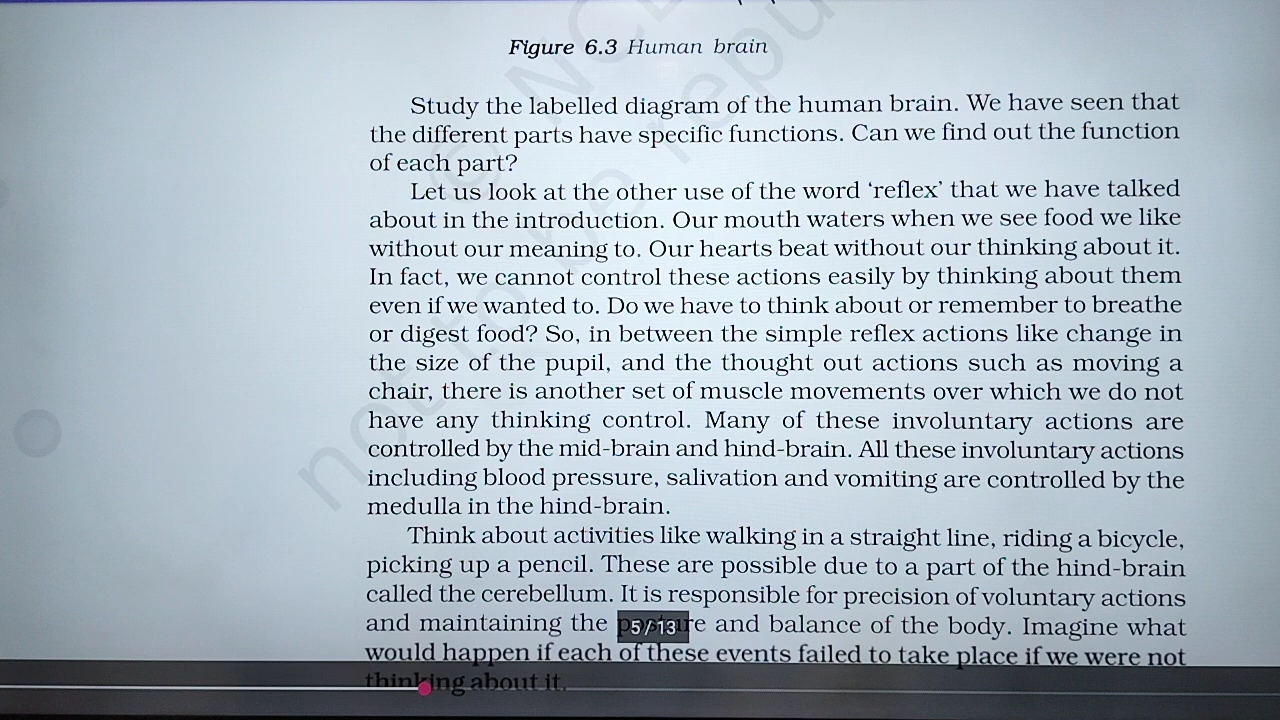 Figure 6.3 Human brain
Study the labelled diagram of the human brain. We have seen that
the different parts have specific functions. Can we find out the function
of each part?
Let us look at the other use of the word ‘reflex’ that we have talked
about in the introduction. Our mouth waters when we see food we like
without our meaning to. Our hearts beat without our thinking about it.
In fact, we cannot control these actions easily by thinking about them
even if we wanted to. Do we have to think about or remember to breathe
or digest food? So, in between the simple reflex actions like change in
the size of the pupil, and the thought out actions such as moving a
chair, there is another set of muscle movements over which we do not
have any thinking control. Many of these involuntary actions are
controlled by the mid-brain and hind-brain. All these involuntary actions
including blood pressure, salivation and vomiting are controlled by the
medulla in the hind-brain.
Think about activities like walking in a straight line, riding a bicycle,
picking up a pencil. These are possible due to a part of the hind-brain
called the cerebellum. It is responsible for precision of voluntary actions
and maintaining the posture and balance of the body. Imagine what
5/13
would happen if each of these events failed to take place if we were not
thinking about it.